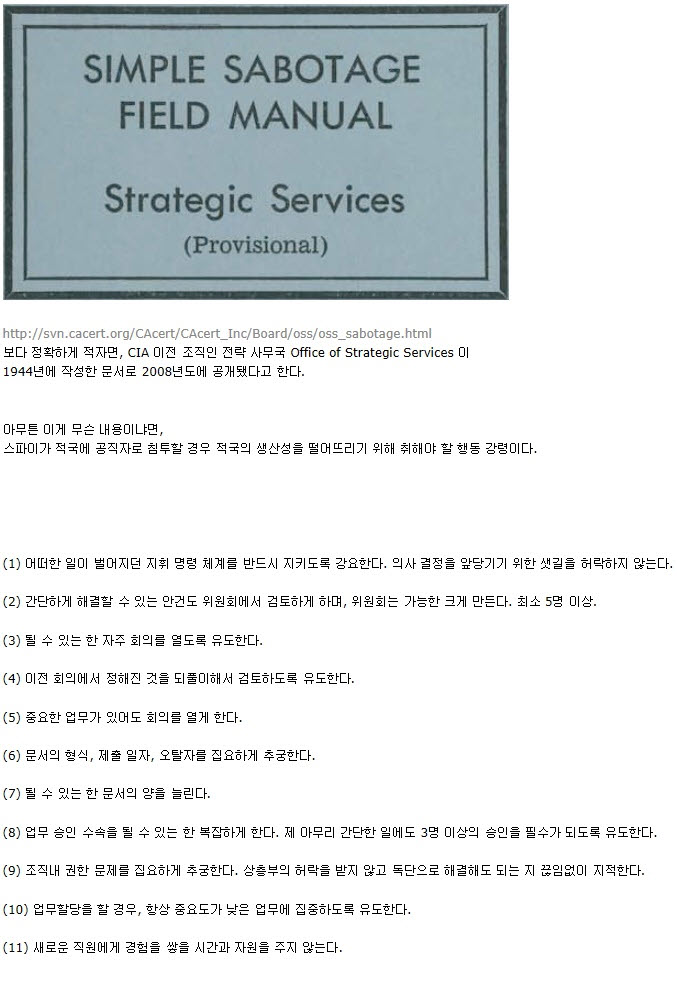 SIMPLE SABOTAGE
FIELD MANUAL
Strategic Services
(Provisional)
http://svn.cacert.org/CAcert/CAcert_Inc/Board/oss/oss_sabotage.html
보다 정확하게 적자면, CIA 이전 조직인 전략 사무국 Office of Strategic Services 이
1944년에 작성한 문서로 2008년도에 공개됐다고 한다.
아무튼 이게 무슨 내용이냐면,
스파이가 적국에 공직자로 침투할 경우 적국의 생산성을 떨어뜨리기 위해 취해야 할 행동 강령이다.
(1) 어떠한 일이 벌어지던 지휘 명령 체계를 반드시 지키도록 강요한다. 의사 결정을 앞당기기 위한 샛길을 허락하지 않는다.
(2) 간단하게 해결할 수 있는 안건도 위원회에서 검토하게 하며, 위원회는 가능한 크게 만든다. 최소 5명 이상.
(3) 될 수 있는 한 자주 회의를 열도록 유도한다.
(4) 이전 회의에서 정해진 것을 되풀이해서 검토하도록 유도한다.
(5) 중요한 업무가 있어도 회의를 열게 한다.
(6) 문서의 형식, 제출 일자, 오탈자를 집요하게 추궁한다.
(7) 될 수 있는 한 문서의 양을 늘린다.
(8) 업무 승인 수속을 될 수 있는 한 복잡하게 한다. 제 아무리 간단한 일에도 3명 이상의 승인을 필수가 되도록 유도한다.
(9) 조직내 권한 문제를 집요하게 추궁한다. 상층부의 허락을 받지 않고 독단으로 해결해도 되는 지 끊임없이 지적한다.
(10) 업무할당을 할 경우, 항상 중요도가 낮은 업무에 집중하도록 유도한다.
(11) 새로운 직원에게 경험을 쌓을 시간과 자원을 주지 않는다.